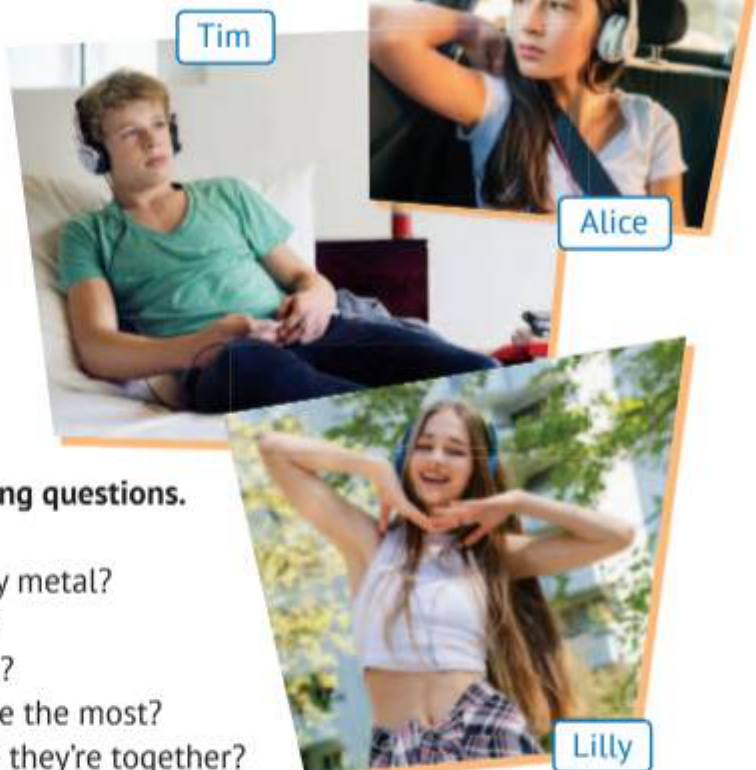 Tim
Alice
ng questions.
y metal?
?
e the most?
they're together?
Lilly